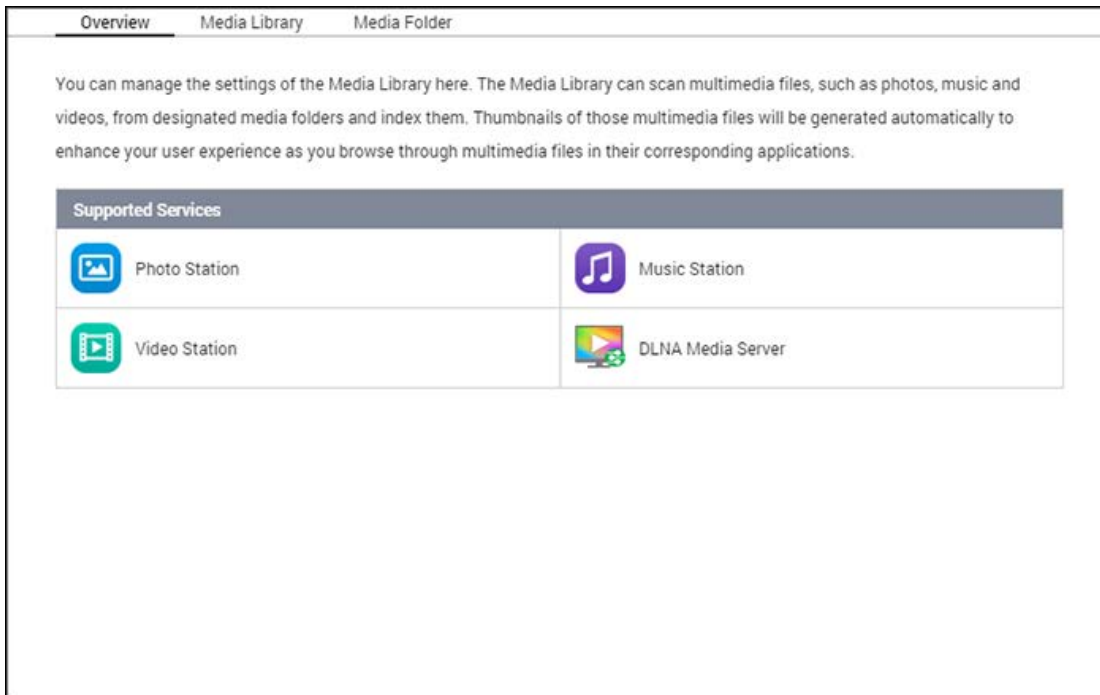 Overview Media Library Media Folder
You can manage the settings of the Media Library here. The Media Library can scan multimedia files, such as photos, music and
videos, from designated media folders and index them. Thumbnails of those multimedia files will be generated automatically to
enhance your user experience as you browse through multimedia files in their corresponding applications.
Supported Services
Photo Station
Music Station
Video Station
DLNA Media Server